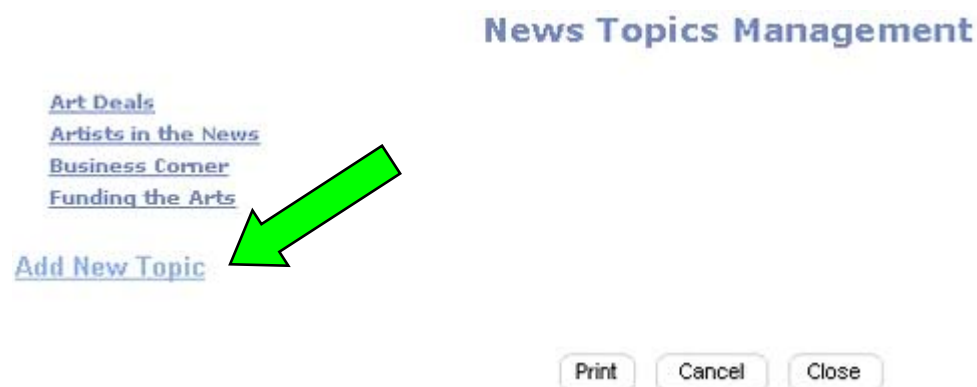 News Topics Management
Art Deals
Artists in the News
Business Corner
Funding the Arts
Add New Topic
Print Cancel Close